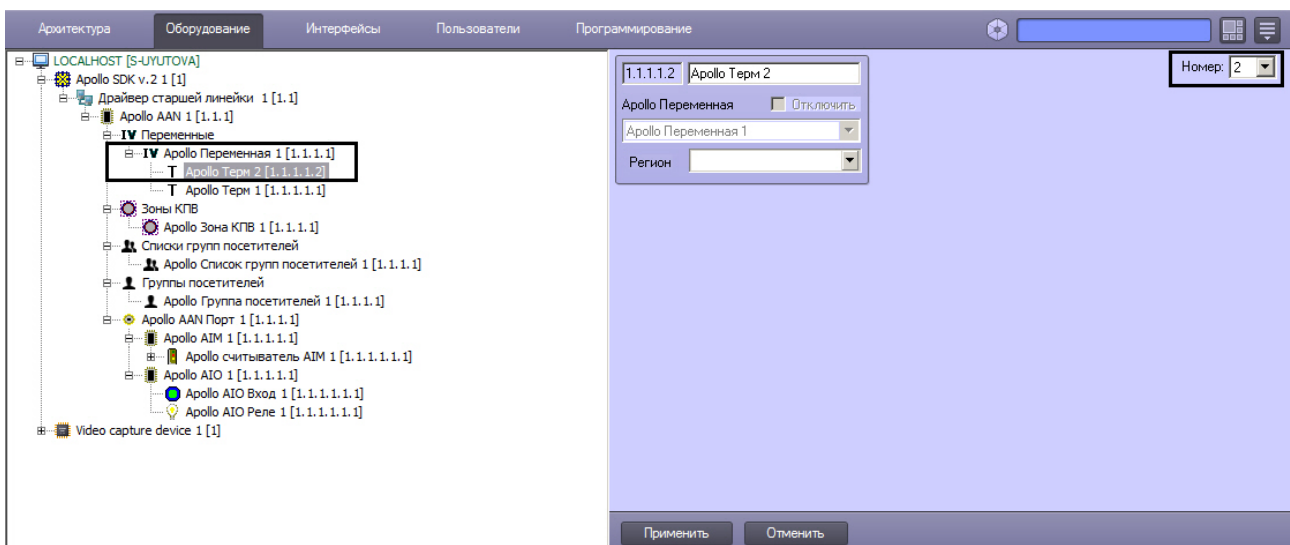 Архитектура Оборудование Интерфейсы Пользователи Программирование
LOCALHOST [S-UYUTOVA]
Apollo SDK v.2 1 [1]
Драйвер старшей линейки 1 [1.1]
Apollo AAN 1 [1.1.1]
IV Переменные
IV Apollo Переменная 1 [1.1.1.1]
T Apollo Терм 2 [1.1.1.1.2]
T Apollo Терм 1 [1.1.1.1.1]
Зоны КПВ
Apollo Зона КПВ 1 [1.1.1.1]
Списки групп посетителей
Apollo Список групп посетителей 1 [1.1.1.1]
Группы посетителей
Apollo Группа посетителей 1 [1.1.1.1]
Apollo AAN Порт 1 [1.1.1.1]
Apollo AIM 1 [1.1.1.1.1]
Apollo считыватель AIM 1 [1.1.1.1.1.1]
Apollo AIO 1 [1.1.1.1.1]
Apollo AIO Вход 1 [1.1.1.1.1.1]
Apollo AIO Реле 1 [1.1.1.1.1.1]
Video capture device 1 [1]
1.1.1.1.2 Apollo Терм 2
Apollo Переменная Отключить
Apollo Переменная 1
Регион
Номер: 2
Применить Отменить